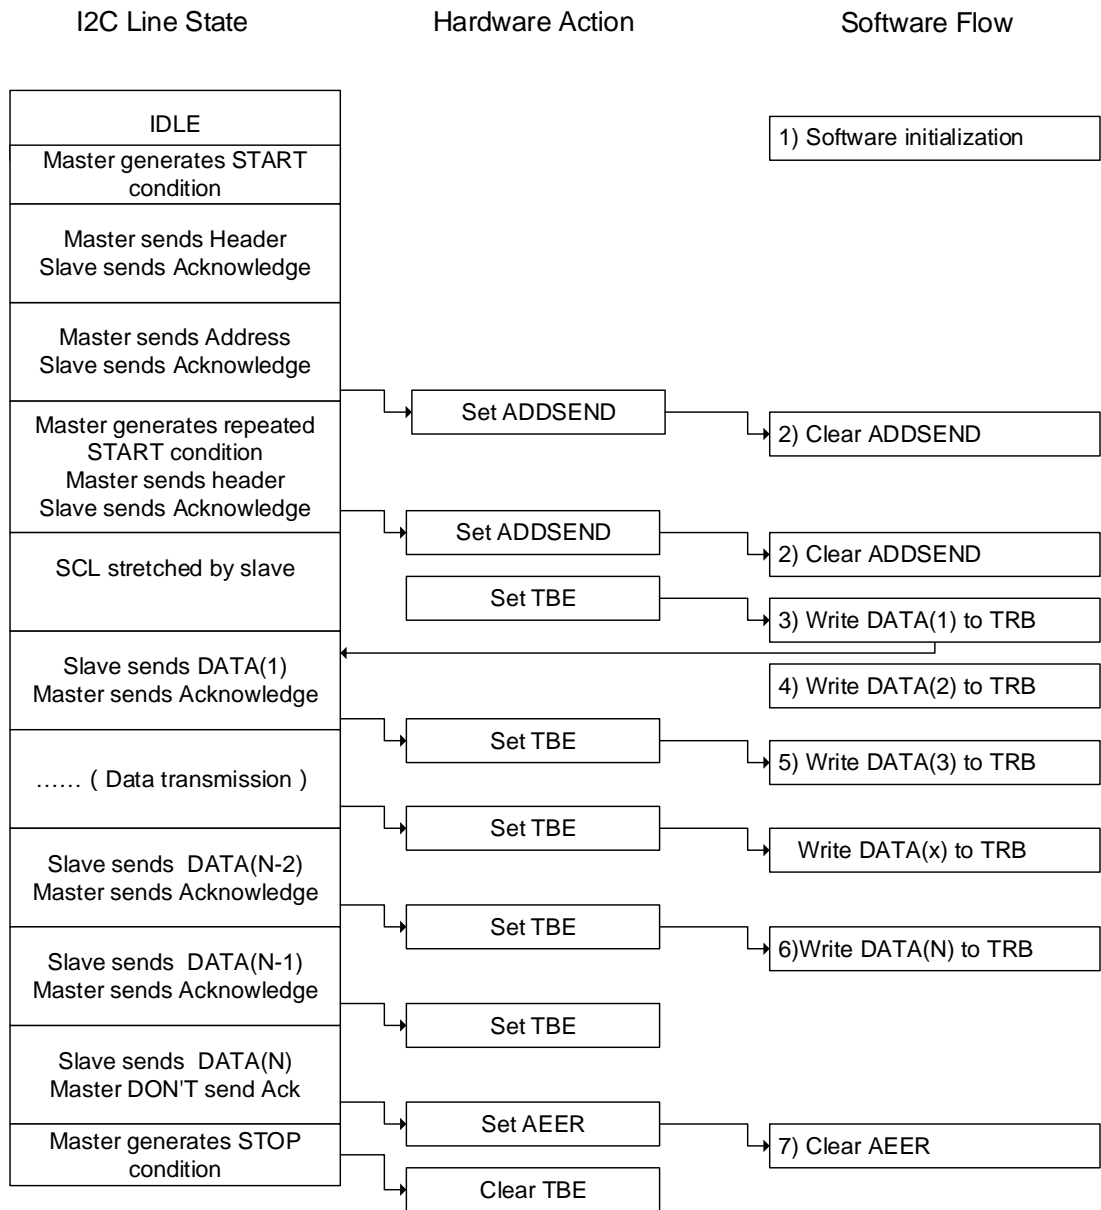 I2C Line State
Hardware Action
Software Flow
IDLE
1) Software initialization
Master generates START
condition
Master sends Header
Slave sends Acknowledge
Master sends Address
Slave sends Acknowledge
Set ADDSEND
2) Clear ADDSEND
Master generates repeated
START condition
Master sends header
Slave sends Acknowledge
Set ADDSEND
2) Clear ADDSEND
SCL stretched by slave
Set TBE
3) Write DATA(1) to TRB
Slave sends DATA(1)
Master sends Acknowledge
4) Write DATA(2) to TRB
Set TBE
5) Write DATA(3) to TRB
…… ( Data transmission )
Set TBE
Write DATA(x) to TRB
Slave sends  DATA(N-2)
Master sends Acknowledge
Set TBE
6)Write DATA(N) to TRB
Slave sends  DATA(N-1)
Master sends Acknowledge
Set TBE
Slave sends  DATA(N)
Master DON'T send Ack
Set AEER
7) Clear AEER
Master generates STOP
condition
Clear TBE